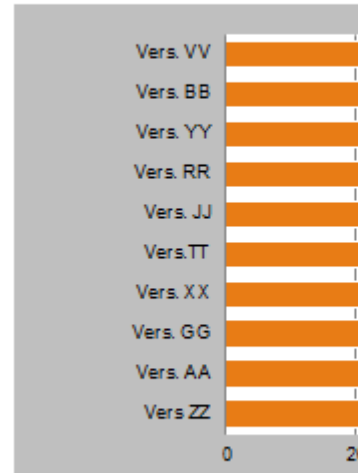 Vers. VV
Vers. BB
Vers. YY
Vers. RR
Vers. JJ
Vers.TT
Vers. XX
Vers. GG
Vers. AA
Vers ZZ
0